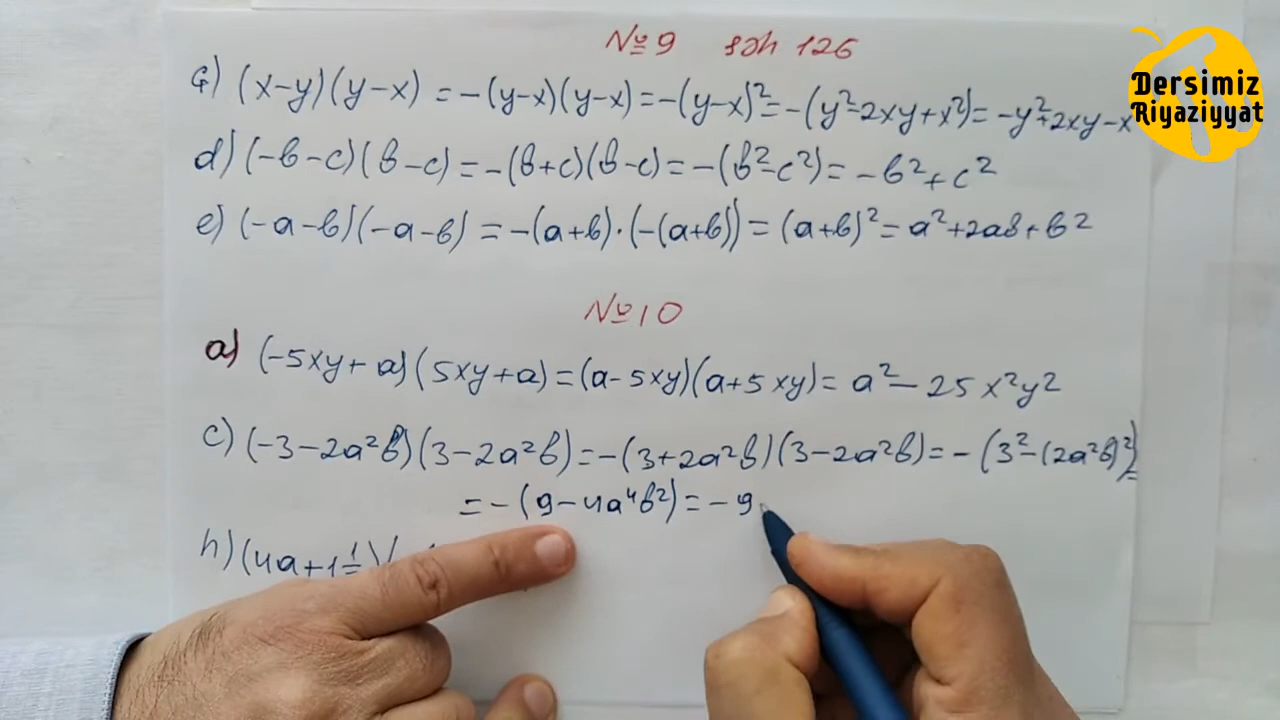 №9 səh 126
Dersimiz
Riyaziyyat
ç) (x-y)(y-x) = -(y-x)(y-x) = -(y-x)² = -(y²-2xy+x²) = -y²+2xy-x
d) (-b-c)(b-c) = -(b+c)(b-c) = -(b²-c²) = -b²+c²
e) (-a-b)(-a-b) = -(a+b)·(-(a+b)) = (a+b)² = a²+2ab+b²
№10
a) (-5xy+a)(5xy+a) = (a-5xy)(a+5xy) = a²-25x²y²
c) (-3-2a²b)(3-2a²b) = -(3+2a²b)(3-2a²b) = -(3²-(2a²b)²) =
= -(9-4a⁴b²) = -9
h) (4a+1